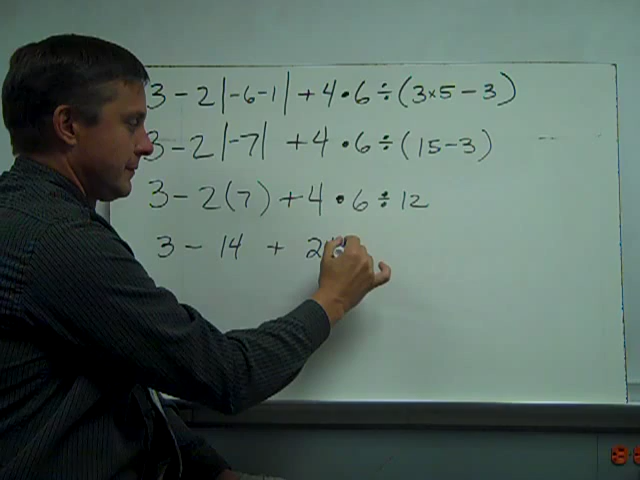 3 - 2 |-6 -1| + 4 • 6 ÷ (3 × 5 - 3)
3 - 2 |-7| + 4 • 6 ÷ (15 - 3)
3 - 2 (7) + 4 • 6 ÷ 12
3 - 14 + 2